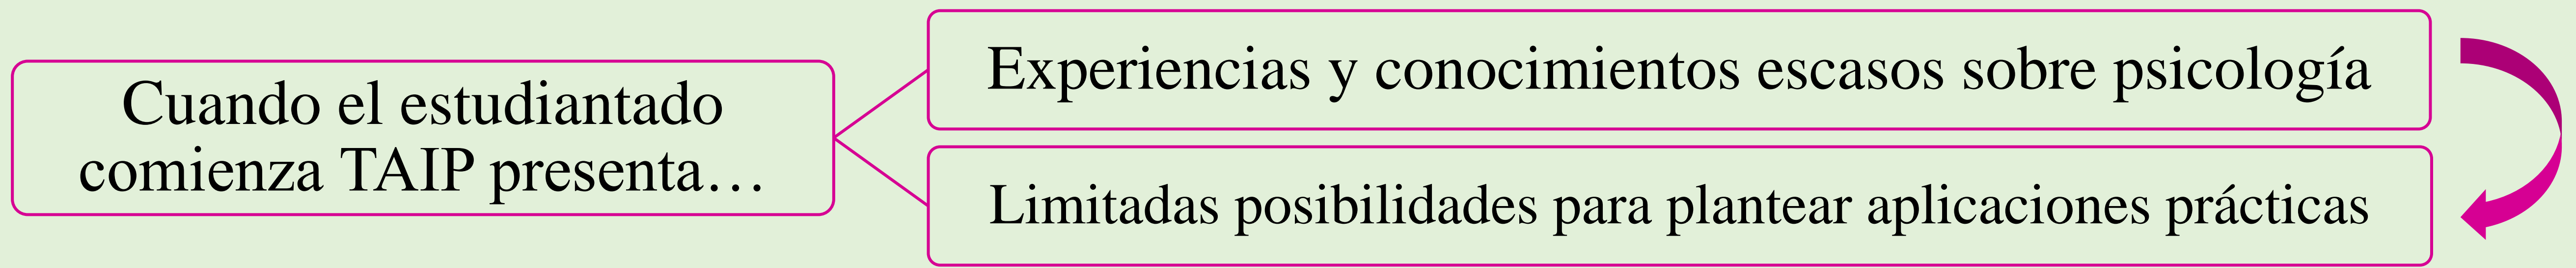 Cuando el estudiantado
comienza TAIP presenta…
Experiencias y conocimientos escasos sobre psicología
Limitadas posibilidades para plantear aplicaciones prácticas